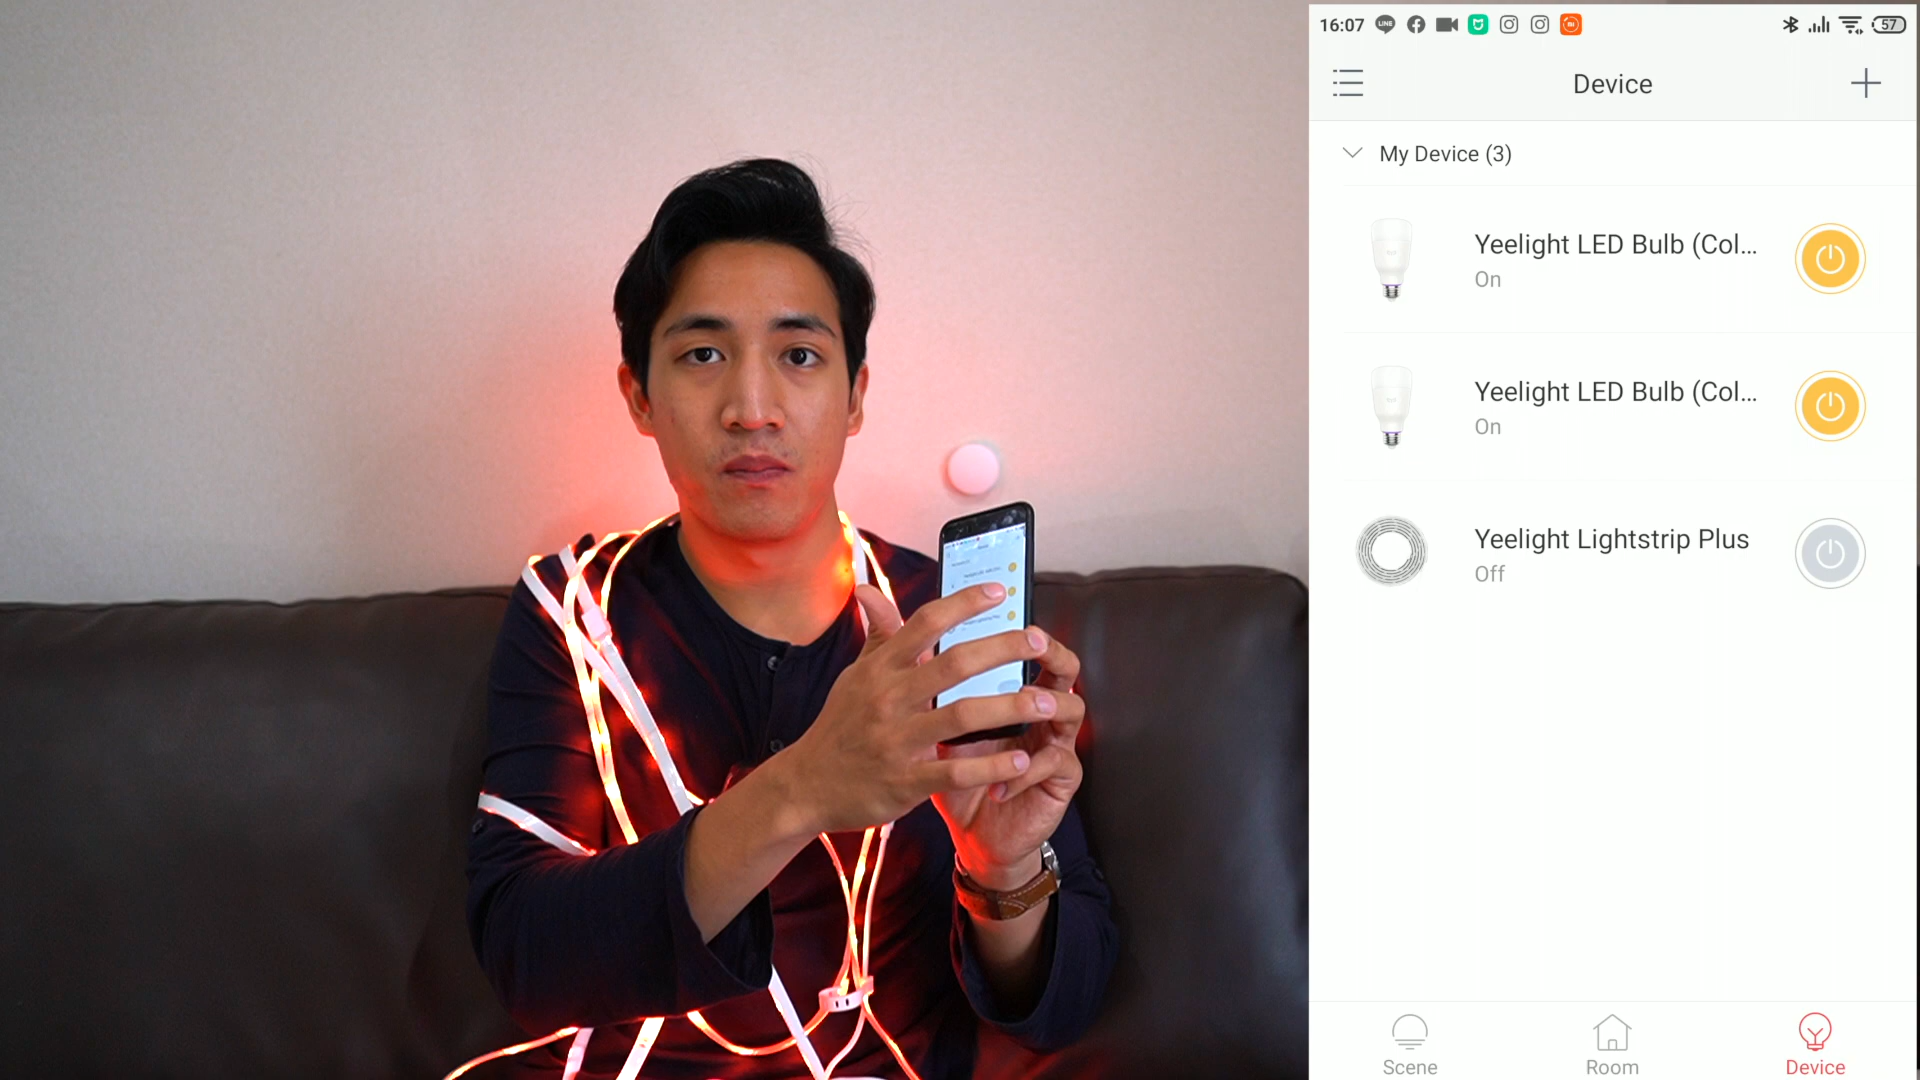 16:07
LINE
57
Device
My Device (3)
Yeelight LED Bulb (Col...
On
Yeelight LED Bulb (Col...
On
Yeelight Lightstrip Plus
Off
Scene
Room
Device